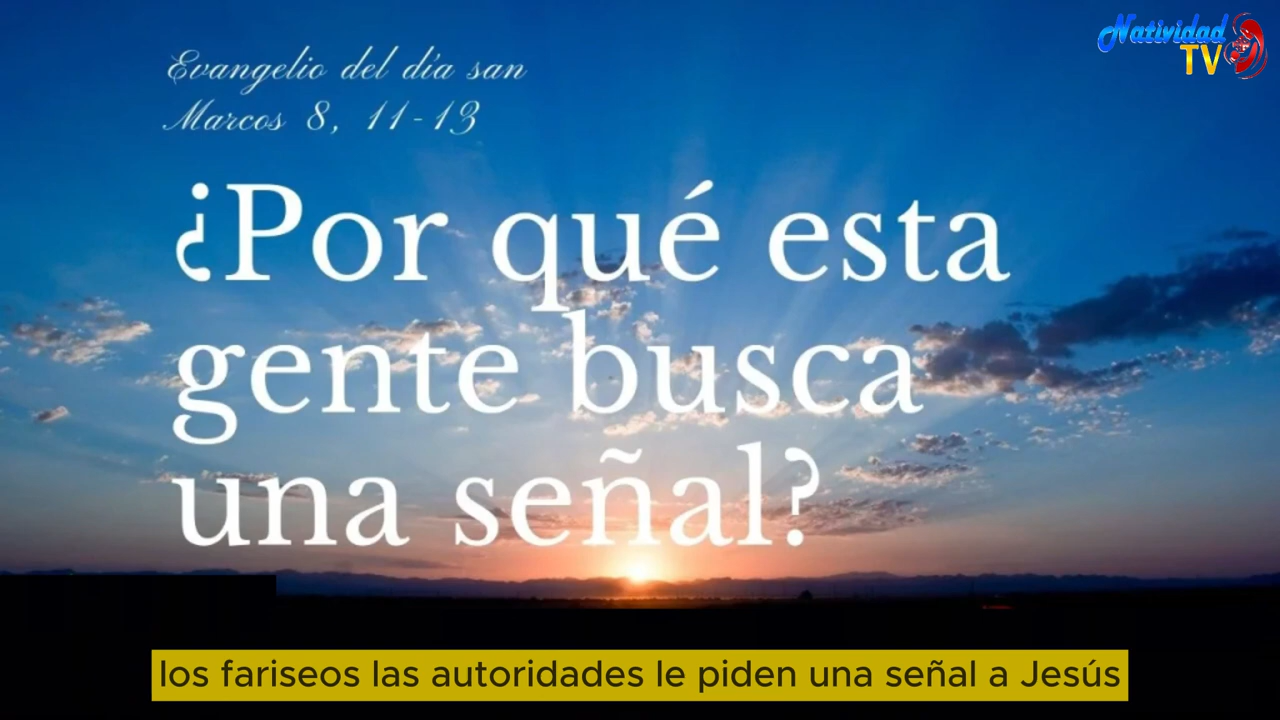 Natividad
TV
Evangelio del día san
Marcos 8, 11-13
¿Por qué esta
gente busca
una señal?
los fariseos las autoridades le piden una señal a Jesús